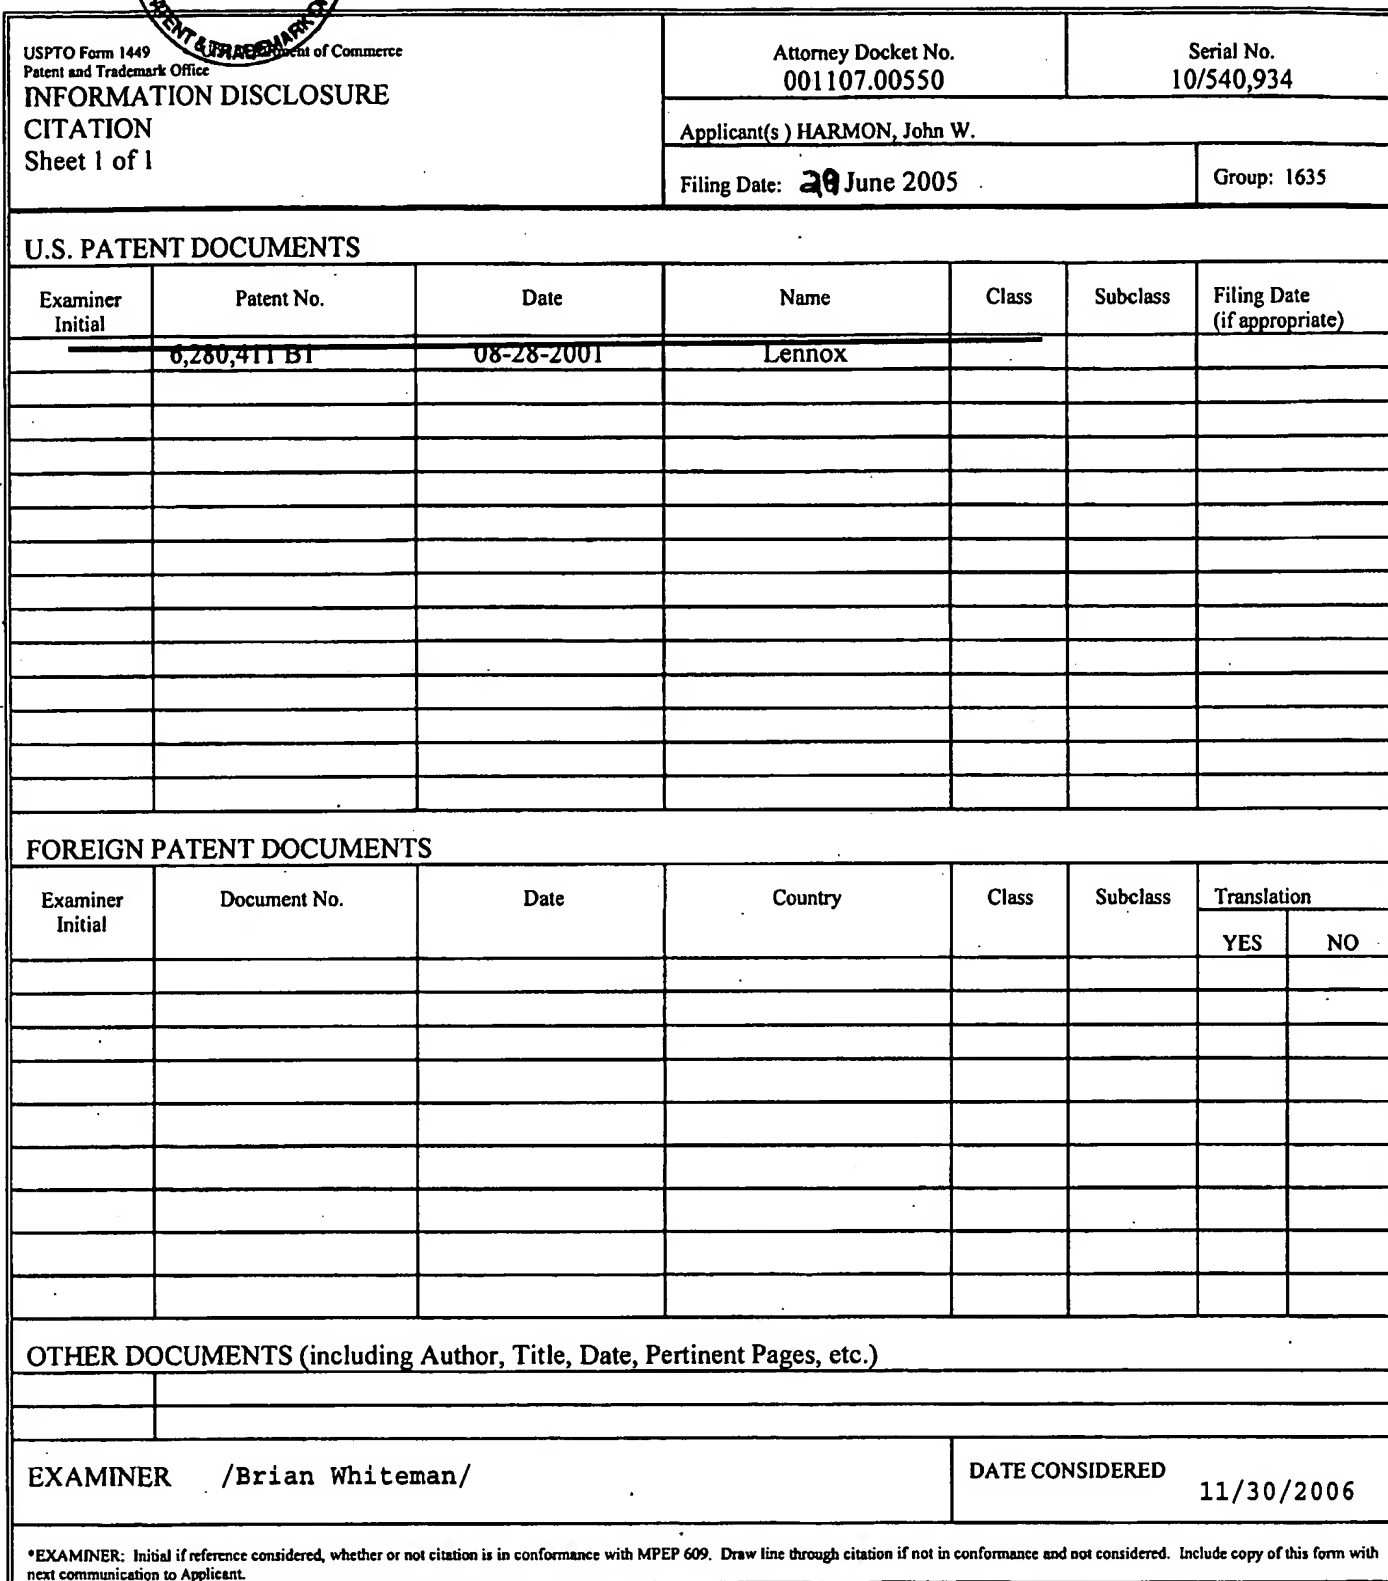 PATENT & TRADEMARK
USPTO Form 1449 of Commerce
Patent and Trademark Office
INFORMATION DISCLOSURE
CITATION
Sheet 1 of 1
Attorney Docket No.
001107.00550
Serial No.
10/540,934
Applicant(s ) HARMON, John W.
Filing Date: 29 June 2005
Group: 1635
U.S. PATENT DOCUMENTS
Examiner Initial Patent No. Date Name Class Subclass Filing Date (if appropriate)
6,280,411 B1 08-28-2001 Lennox
FOREIGN PATENT DOCUMENTS
Examiner Initial Document No. Date Country Class Subclass Translation
YES NO
OTHER DOCUMENTS (including Author, Title, Date, Pertinent Pages, etc.)
EXAMINER /Brian Whiteman/
DATE CONSIDERED
11/30/2006
*EXAMINER: Initial if reference considered, whether or not citation is in conformance with MPEP 609. Draw line through citation if not in conformance and not considered. Include copy of this form with
next communication to Applicant.